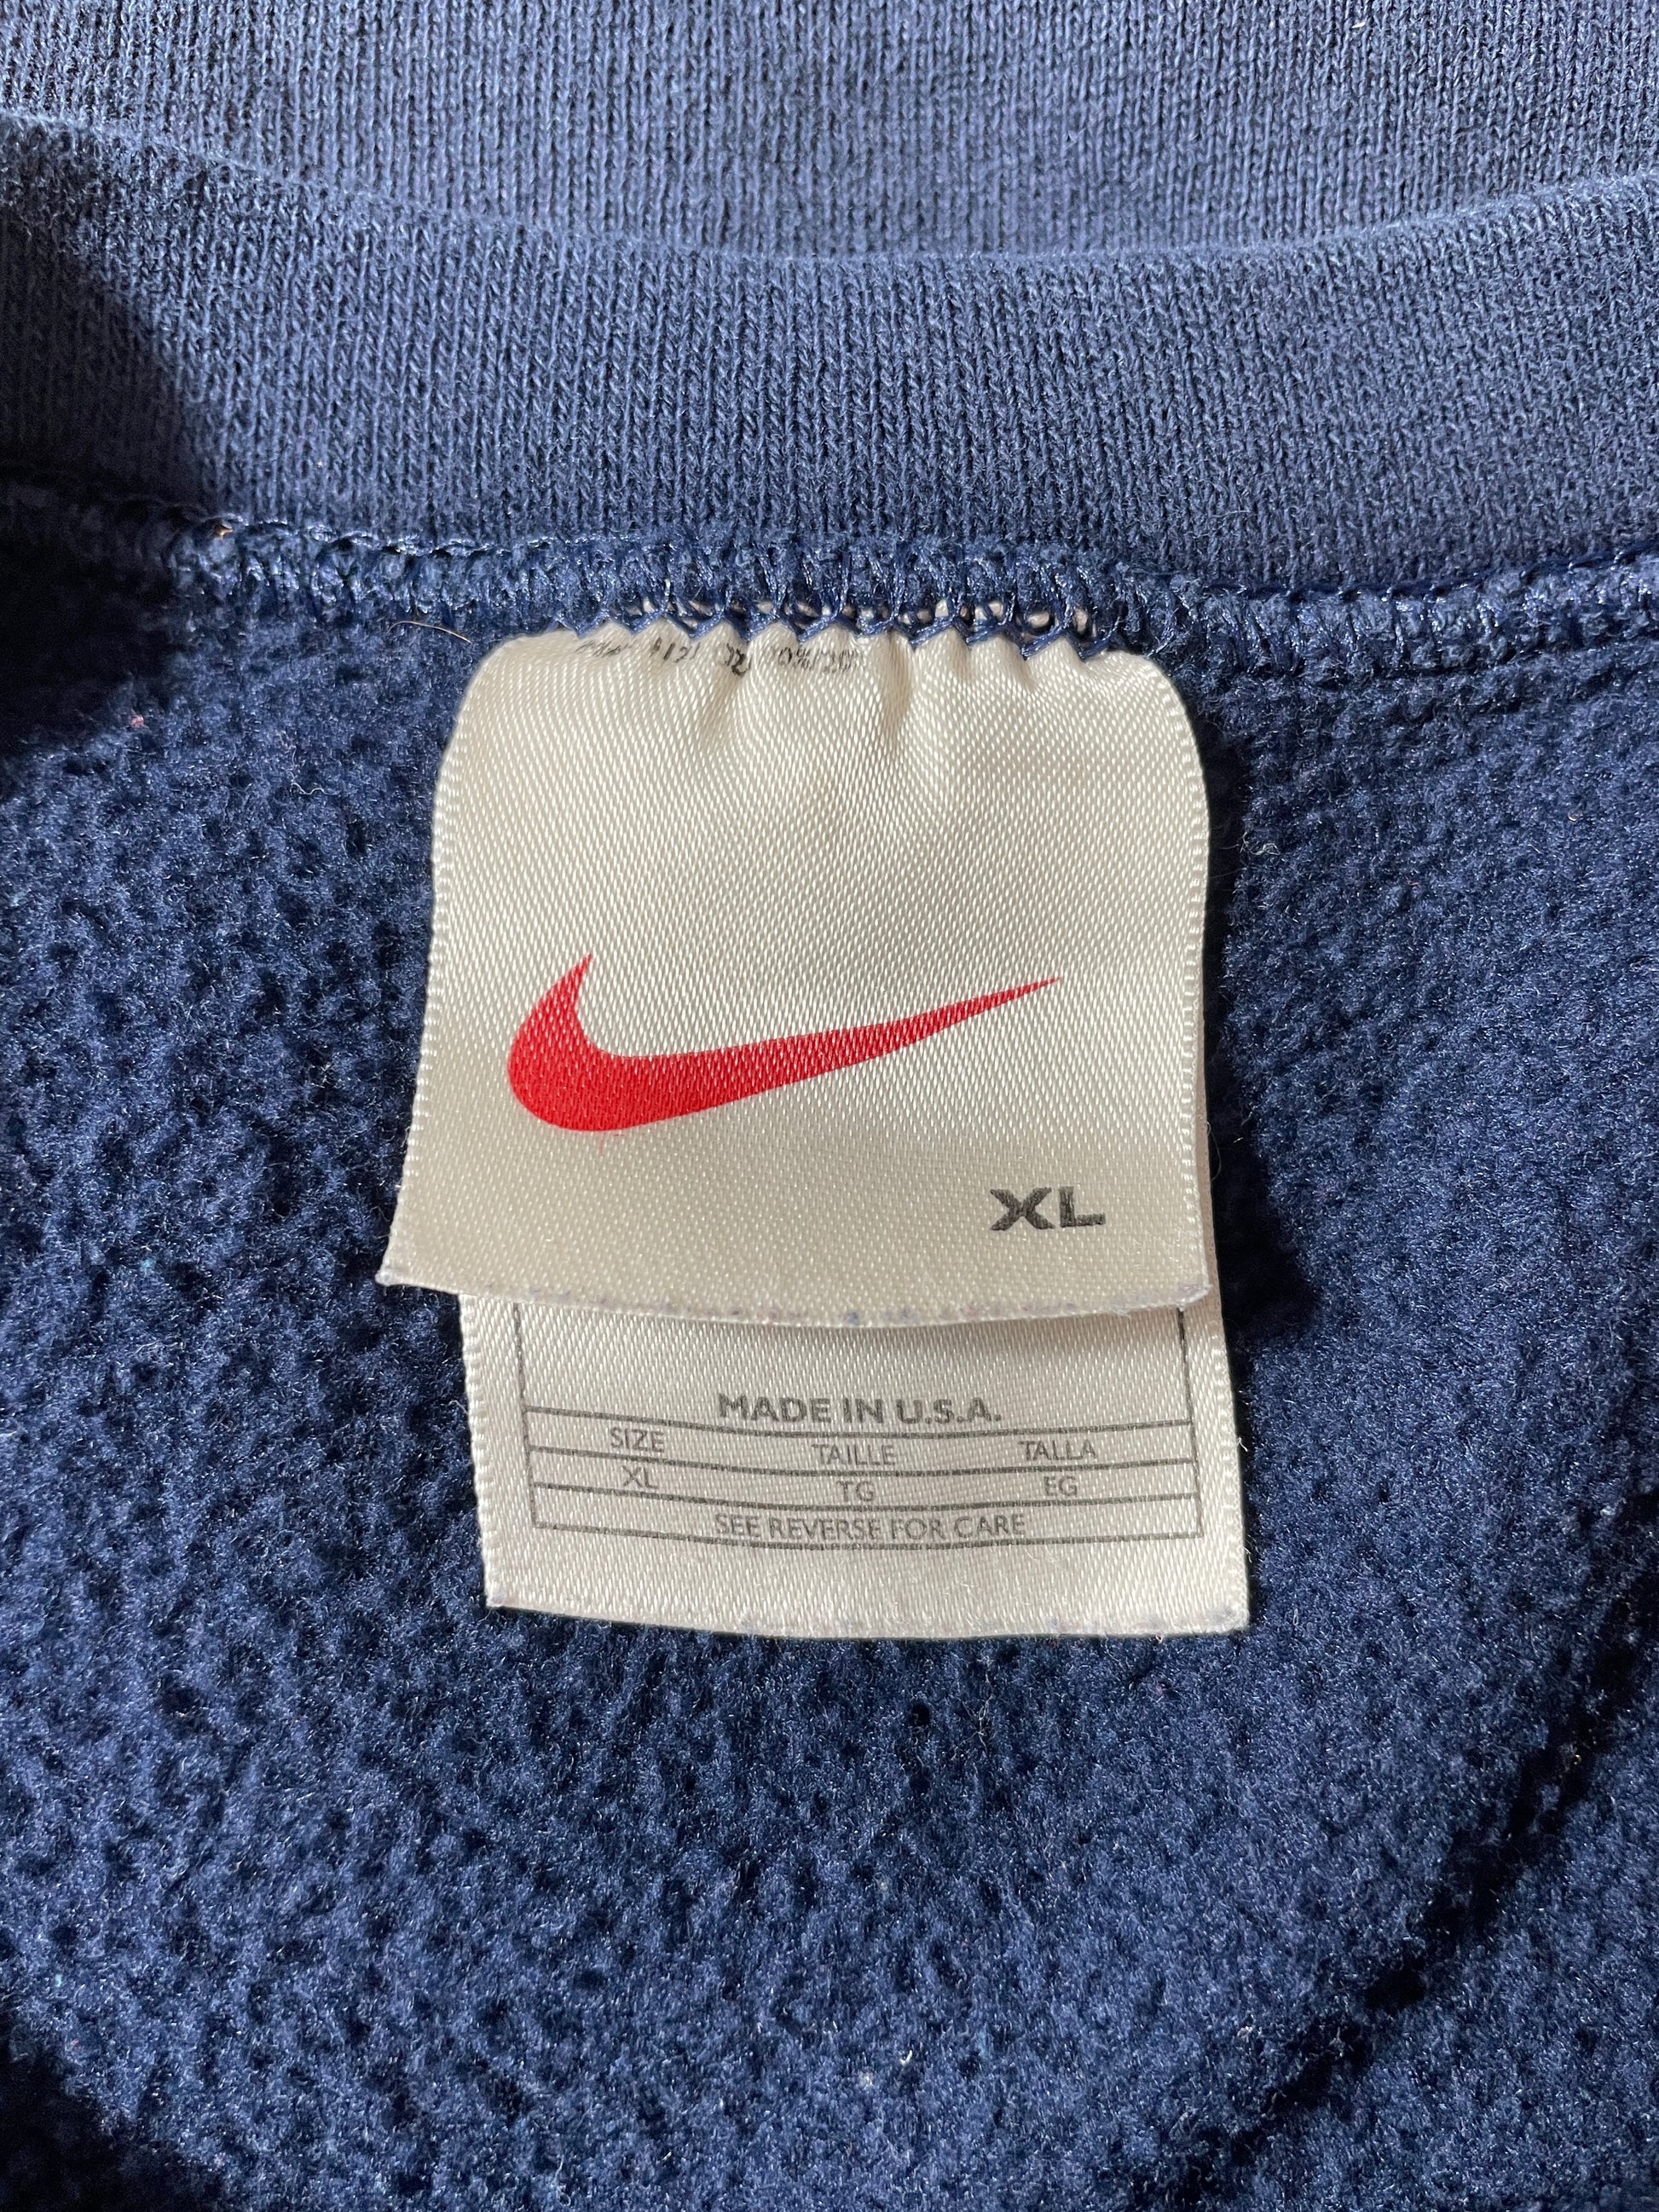 XL
MADE IN U.S.A.
SIZE TAILLE TALLA
XL TG EG
SEE REVERSE FOR CARE